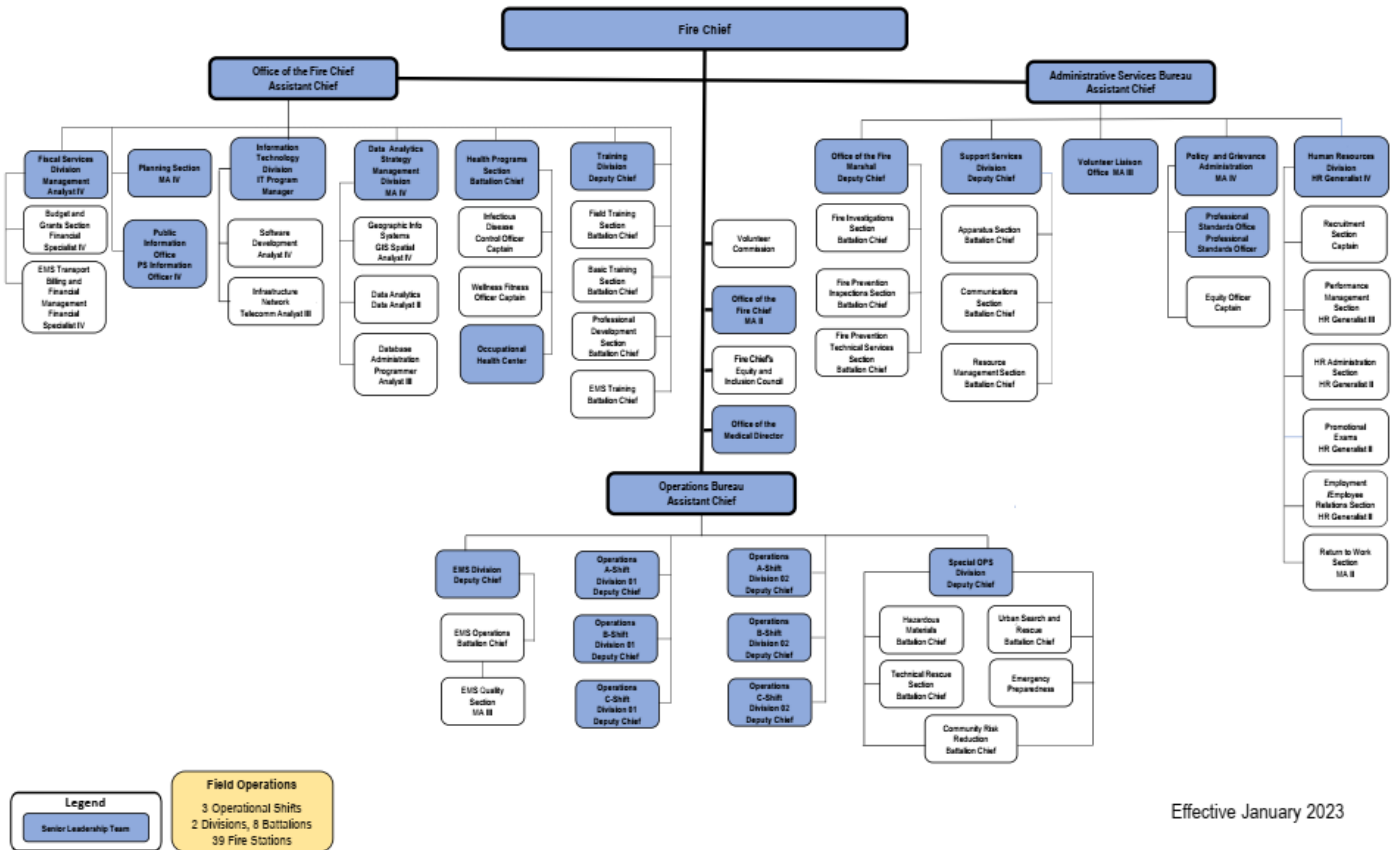 Fire Chief
Office of the Fire Chief
Assistant Chief
Administrative Services Bureau
Assistant Chief
Fiscal Services
Division
Management
Analyst IV
Budget and
Grants Section
Financial
Specialist IV
EMS Transport
Billing and
Financial
Management
Financial
Specialist IV
Planning Section
MA IV
Public
Information
Office
PS Information
Officer IV
Information
Technology
Division
IT Program
Manager
Software
Development
Analyst IV
Infrastructure
Network
Telecomm Analyst III
Data Analytics
Strategy
Management
Division
MA IV
Geographic Info
Systems
GIS Spatial
Analyst IV
Data Analytics
Data Analyst II
Database
Administration
Programmer
Analyst III
Health Programs
Section
Battalion Chief
Infectious
Disease
Control Officer
Captain
Wellness Fitness
Officer Captain
Occupational
Health Center
Training
Division
Deputy Chief
Field Training
Section
Battalion Chief
Basic Training
Section
Battalion Chief
Professional
Development
Section
Battalion Chief
EMS Training
Battalion Chief
Volunteer
Commission
Office of the
Fire Chief
MA II
Fire Chief's
Equity and
Inclusion Council
Office of the
Medical Director
Office of the Fire
Marshal
Deputy Chief
Fire Investigations
Section
Battalion Chief
Fire Prevention
Inspections Section
Battalion Chief
Fire Prevention
Technical Services
Section
Battalion Chief
Support Services
Division
Deputy Chief
Apparatus Section
Battalion Chief
Communications
Section
Battalion Chief
Resource
Management Section
Battalion Chief
Volunteer Liaison
Office MA III
Policy and Grievance
Administration
MA IV
Professional
Standards Office
Professional
Standards Officer
Equity Officer
Captain
Human Resources
Division
HR Generalist IV
Recruitment
Section
Captain
Performance
Management
Section
HR Generalist III
HR Administration
Section
HR Generalist II
Promotional
Exams
HR Generalist II
Employment
/Employee
Relations Section
HR Generalist II
Return to Work
Section
MA II
Operations Bureau
Assistant Chief
EMS Division
Deputy Chief
EMS Operations
Battalion Chief
EMS Quality
Section
MA III
Operations
A-Shift
Division 01
Deputy Chief
Operations
B-Shift
Division 01
Deputy Chief
Operations
C-Shift
Division 01
Deputy Chief
Operations
A-Shift
Division 02
Deputy Chief
Operations
B-Shift
Division 02
Deputy Chief
Operations
C-Shift
Division 02
Deputy Chief
Special OPS
Division
Deputy Chief
Hazardous
Materials
Battalion Chief
Urban Search and
Rescue
Battalion Chief
Technical Rescue
Section
Battalion Chief
Emergency
Preparedness
Community Risk
Reduction
Battalion Chief
Legend
Senior Leadership Team
Field Operations
3 Operational Shifts
2 Divisions, 8 Battalions
39 Fire Stations
Effective January 2023